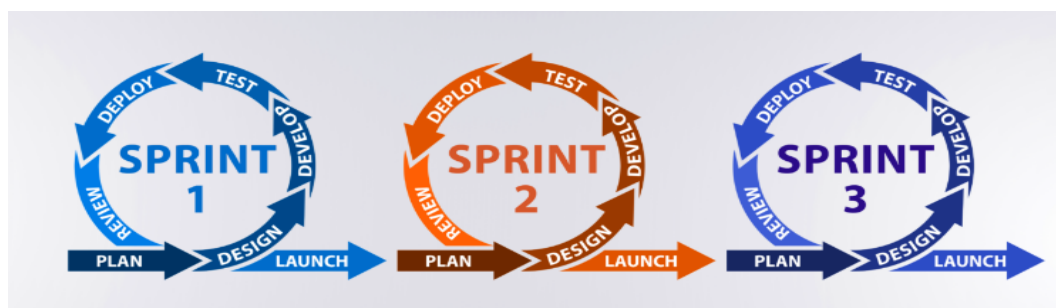 SPRINT
1
PLAN
DESIGN
DEVELOP
TEST
DEPLOY
REVIEW
LAUNCH
SPRINT
2
PLAN
DESIGN
DEVELOP
TEST
DEPLOY
REVIEW
LAUNCH
SPRINT
3
PLAN
DESIGN
DEVELOP
TEST
DEPLOY
REVIEW
LAUNCH